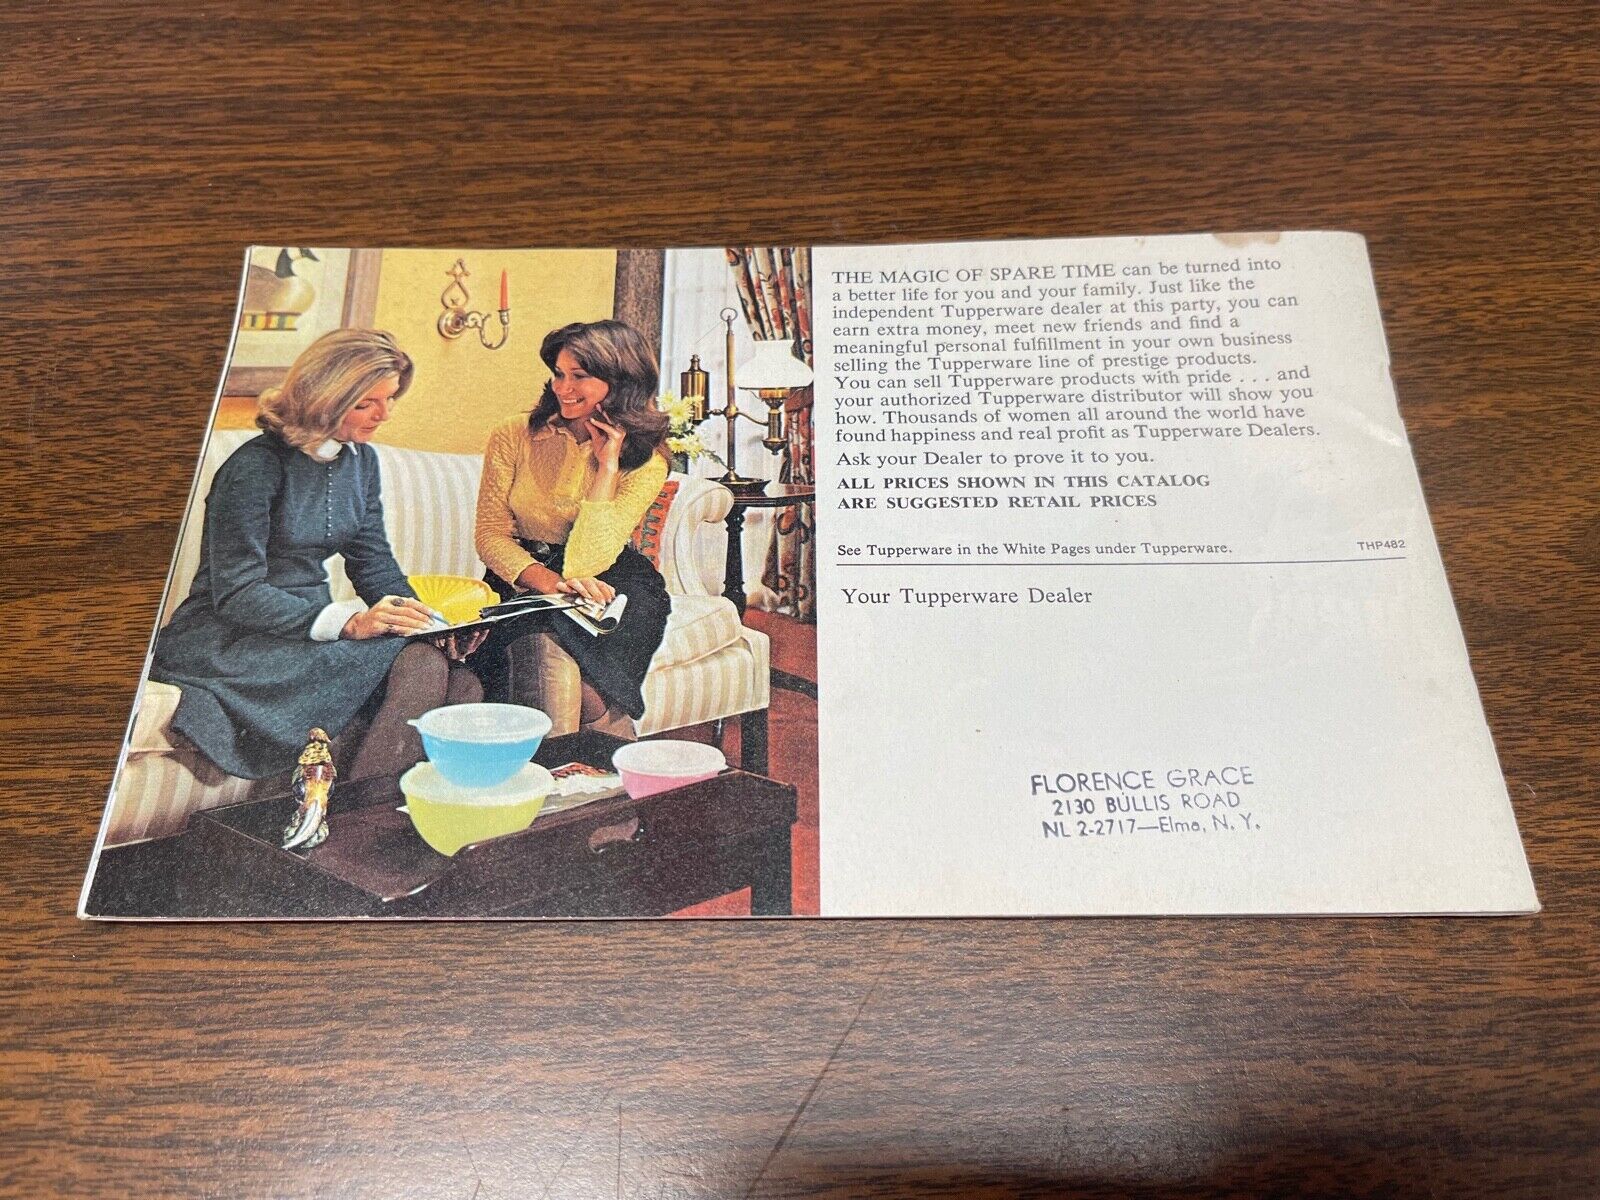 THE MAGIC OF SPARE TIME can be turned into
a better life for you and your family. Just like the
independent Tupperware dealer at this party, you can
earn extra money, meet new friends and find a
meaningful personal fulfillment in your own business
selling the Tupperware line of prestige products.
You can sell Tupperware products with pride . . . and
your authorized Tupperware distributor will show you
how. Thousands of women all around the world have
found happiness and real profit as Tupperware Dealers.
Ask your Dealer to prove it to you.
ALL PRICES SHOWN IN THIS CATALOG
ARE SUGGESTED RETAIL PRICES
See Tupperware in the White Pages under Tupperware. THP482
Your Tupperware Dealer
FLORENCE GRACE
2130 BULLIS ROAD
NL 2-2717—Elma, N. Y.